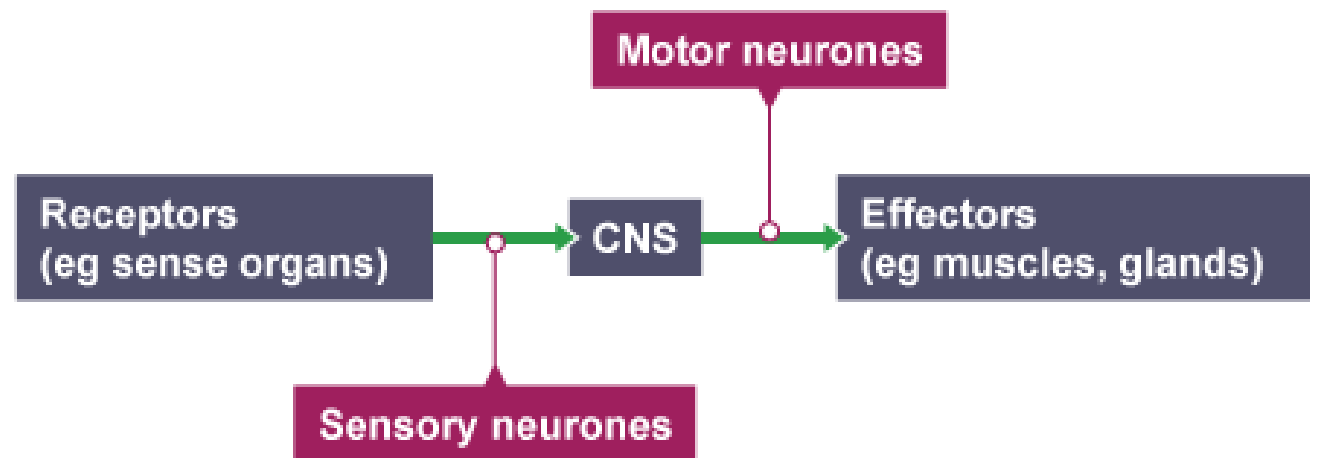 Motor neurones
Receptors
(eg sense organs)
CNS
Effectors
(eg muscles, glands)
Sensory neurones